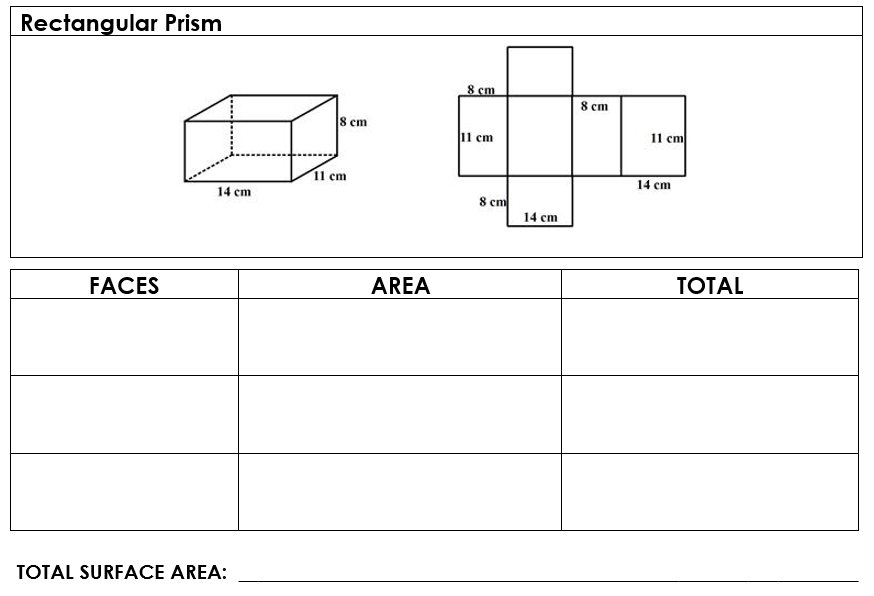 Rectangular Prism
8 cm
11 cm
14 cm
8 cm
8 cm
11 cm
11 cm
14 cm
8 cm
14 cm
FACES AREA TOTAL
TOTAL SURFACE AREA: